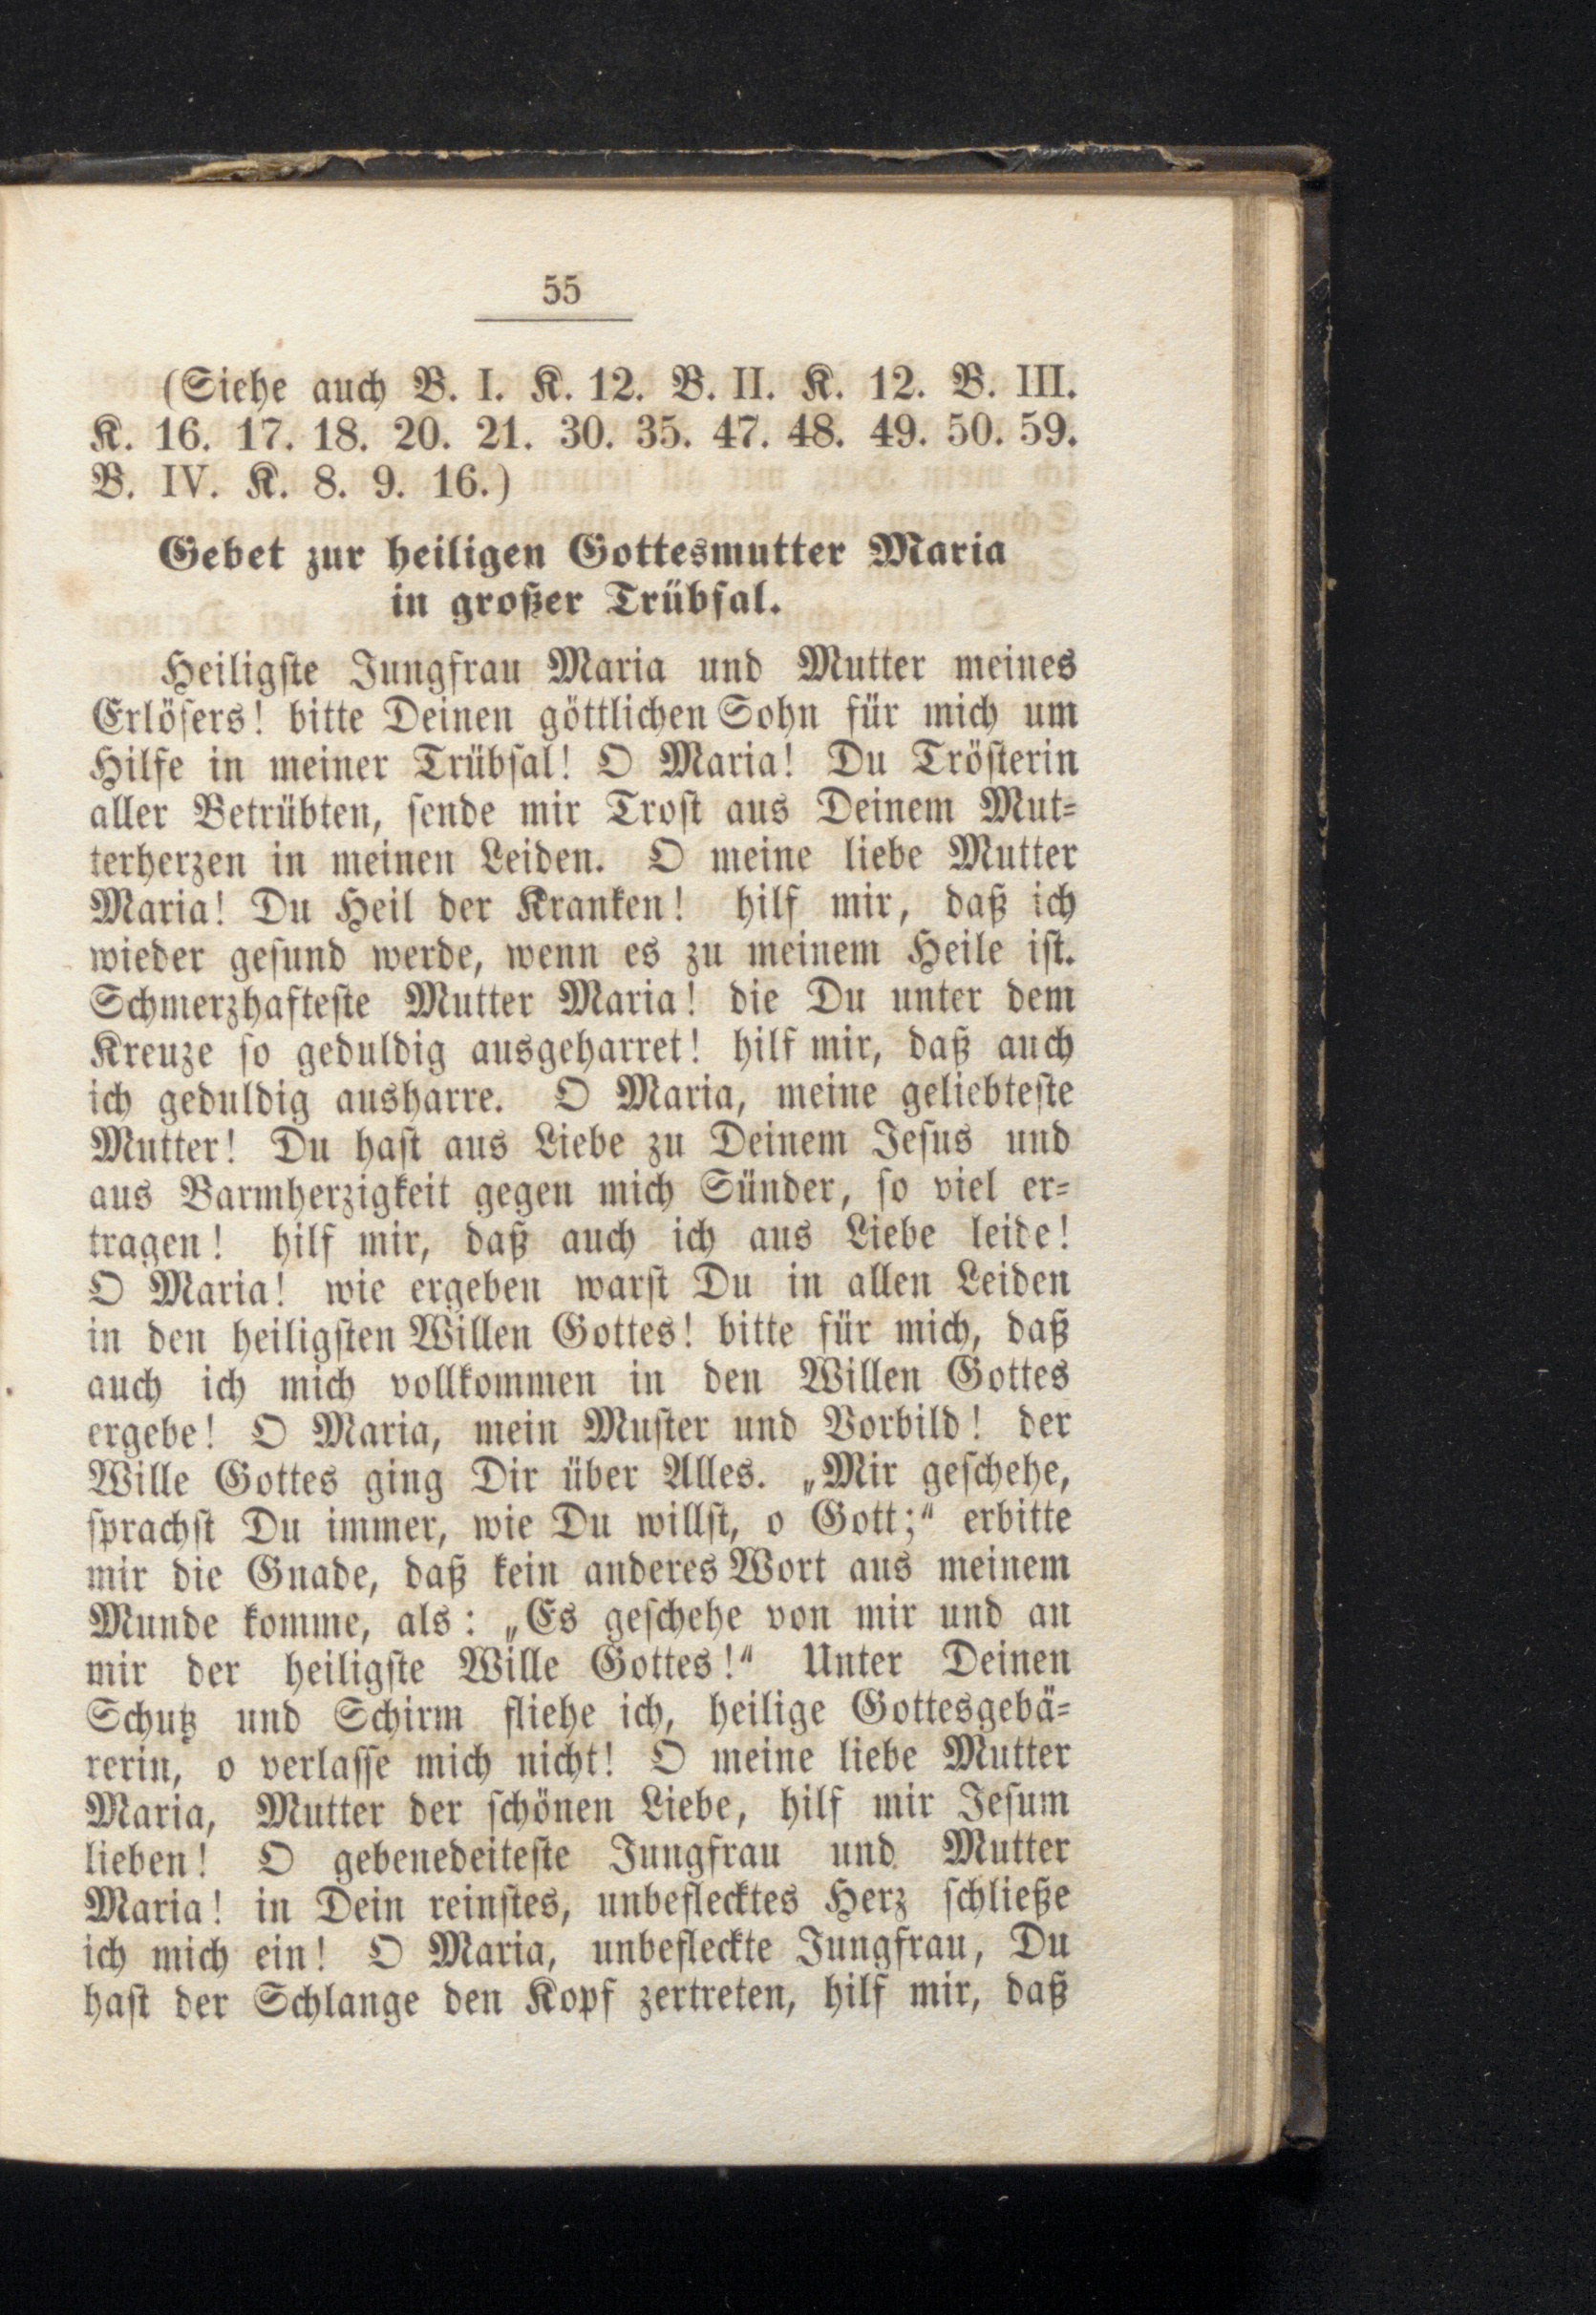 55
(Siehe auch B. I. K. 12. B. II. K. 12. B. III.
K. 16. 17. 18. 20. 21. 30. 35. 47. 48. 49. 50. 59.
B. IV. K. 8. 9. 16.)
Gebet zur heiligen Gottesmutter Maria
in großer Trübſal.
Heiligſte Jungfrau Maria und Mutter meines
Erlöſers! bitte Deinen göttlichen Sohn für mich um
Hilfe in meiner Trübſal! O Maria! Du Tröſterin
aller Betrübten, ſende mir Troſt aus Deinem Mut-
terherzen in meinen Leiden. O meine liebe Mutter
Maria! Du Heil der Kranken! hilf mir, daß ich
wieder geſund werde, wenn es zu meinem Heile iſt.
Schmerzhafteſte Mutter Maria! die Du unter dem
Kreuze ſo geduldig ausgeharret! hilf mir, daß auch
ich geduldig ausharre. O Maria, meine geliebteſte
Mutter! Du haſt aus Liebe zu Deinem Jeſus und
aus Barmherzigkeit gegen mich Sünder, ſo viel er-
tragen! hilf mir, daß auch ich aus Liebe leide!
O Maria! wie ergeben warſt Du in allen Leiden
in den heiligſten Willen Gottes! bitte für mich, daß
auch ich mich vollkommen in den Willen Gottes
ergebe! O Maria, mein Muſter und Vorbild! der
Wille Gottes ging Dir über Alles. „Mir geſchehe,
ſprachſt Du immer, wie Du willſt, o Gott;“ erbitte
mir die Gnade, daß kein anderes Wort aus meinem
Munde komme, als: „Es geſchehe von mir und an
mir der heiligſte Wille Gottes!“ Unter Deinen
Schutz und Schirm fliehe ich, heilige Gottesgebä-
rerin, o verlaſſe mich nicht! O meine liebe Mutter
Maria, Mutter der ſchönen Liebe, hilf mir Jeſum
lieben! O gebenedeiteſte Jungfrau und Mutter
Maria! in Dein reinſtes, unbeflecktes Herz ſchließe
ich mich ein! O Maria, unbefleckte Jungfrau, Du
haſt der Schlange den Kopf zertreten, hilf mir, daß